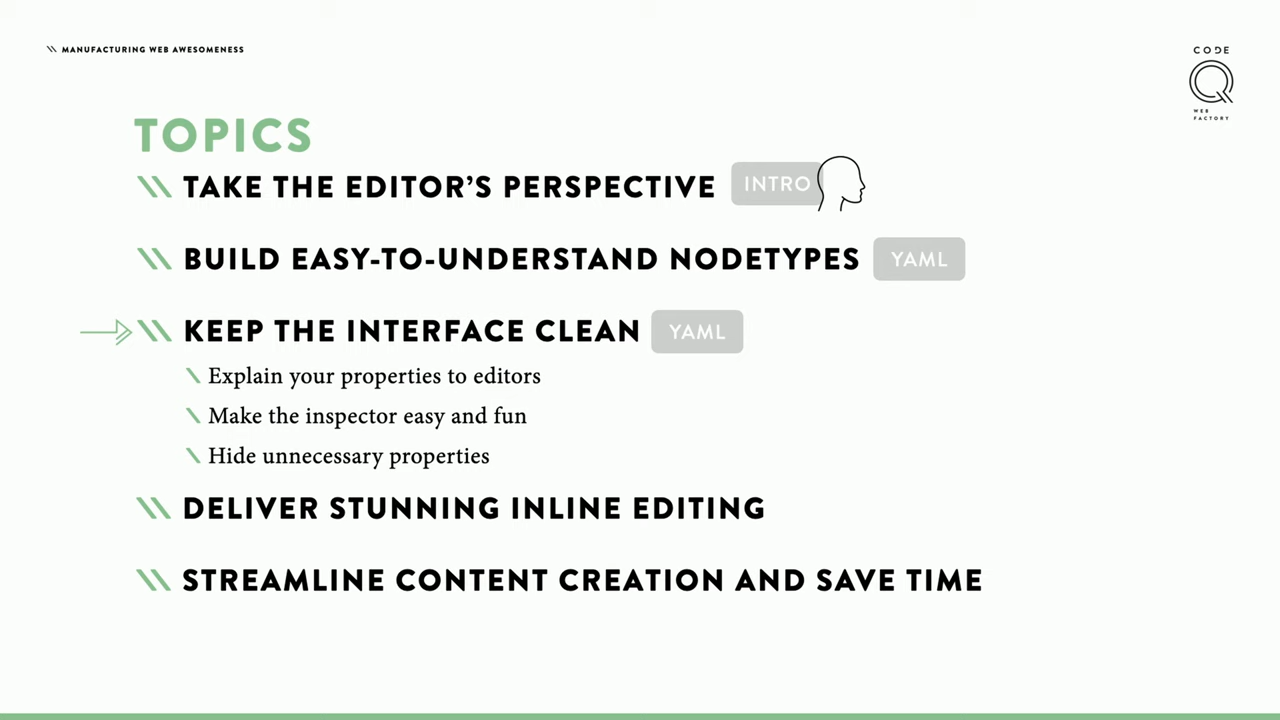 MANUFACTURING WEB AWESOMENESS
CODE
Q
WEB
FACTORY
TOPICS
TAKE THE EDITOR’S PERSPECTIVE INTRO
BUILD EASY-TO-UNDERSTAND NODETYPES YAML
KEEP THE INTERFACE CLEAN YAML
Explain your properties to editors
Make the inspector easy and fun
Hide unnecessary properties
DELIVER STUNNING INLINE EDITING
STREAMLINE CONTENT CREATION AND SAVE TIME